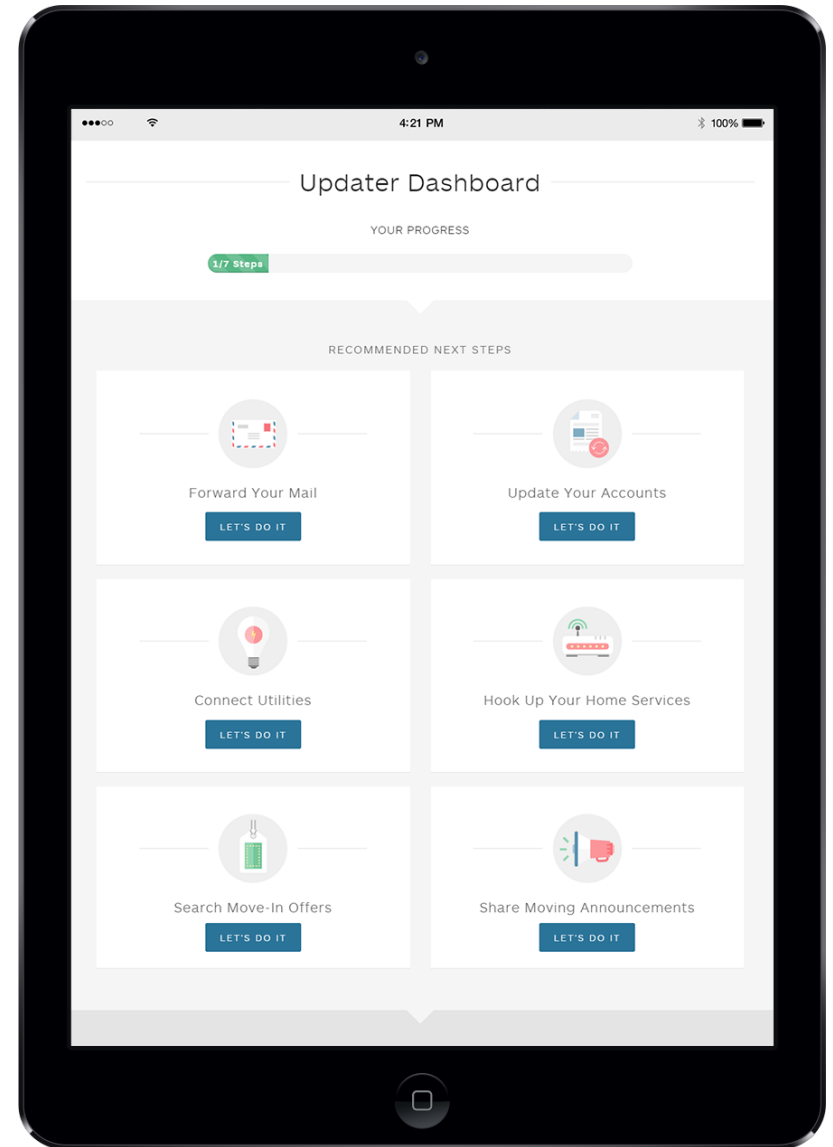 4:21 PM
100%
Updater Dashboard
YOUR PROGRESS
1/7 Steps
RECOMMENDED NEXT STEPS
Forward Your Mail
LET'S DO IT
Update Your Accounts
LET'S DO IT
Connect Utilities
LET'S DO IT
Hook Up Your Home Services
LET'S DO IT
Search Move-In Offers
LET'S DO IT
Share Moving Announcements
LET'S DO IT